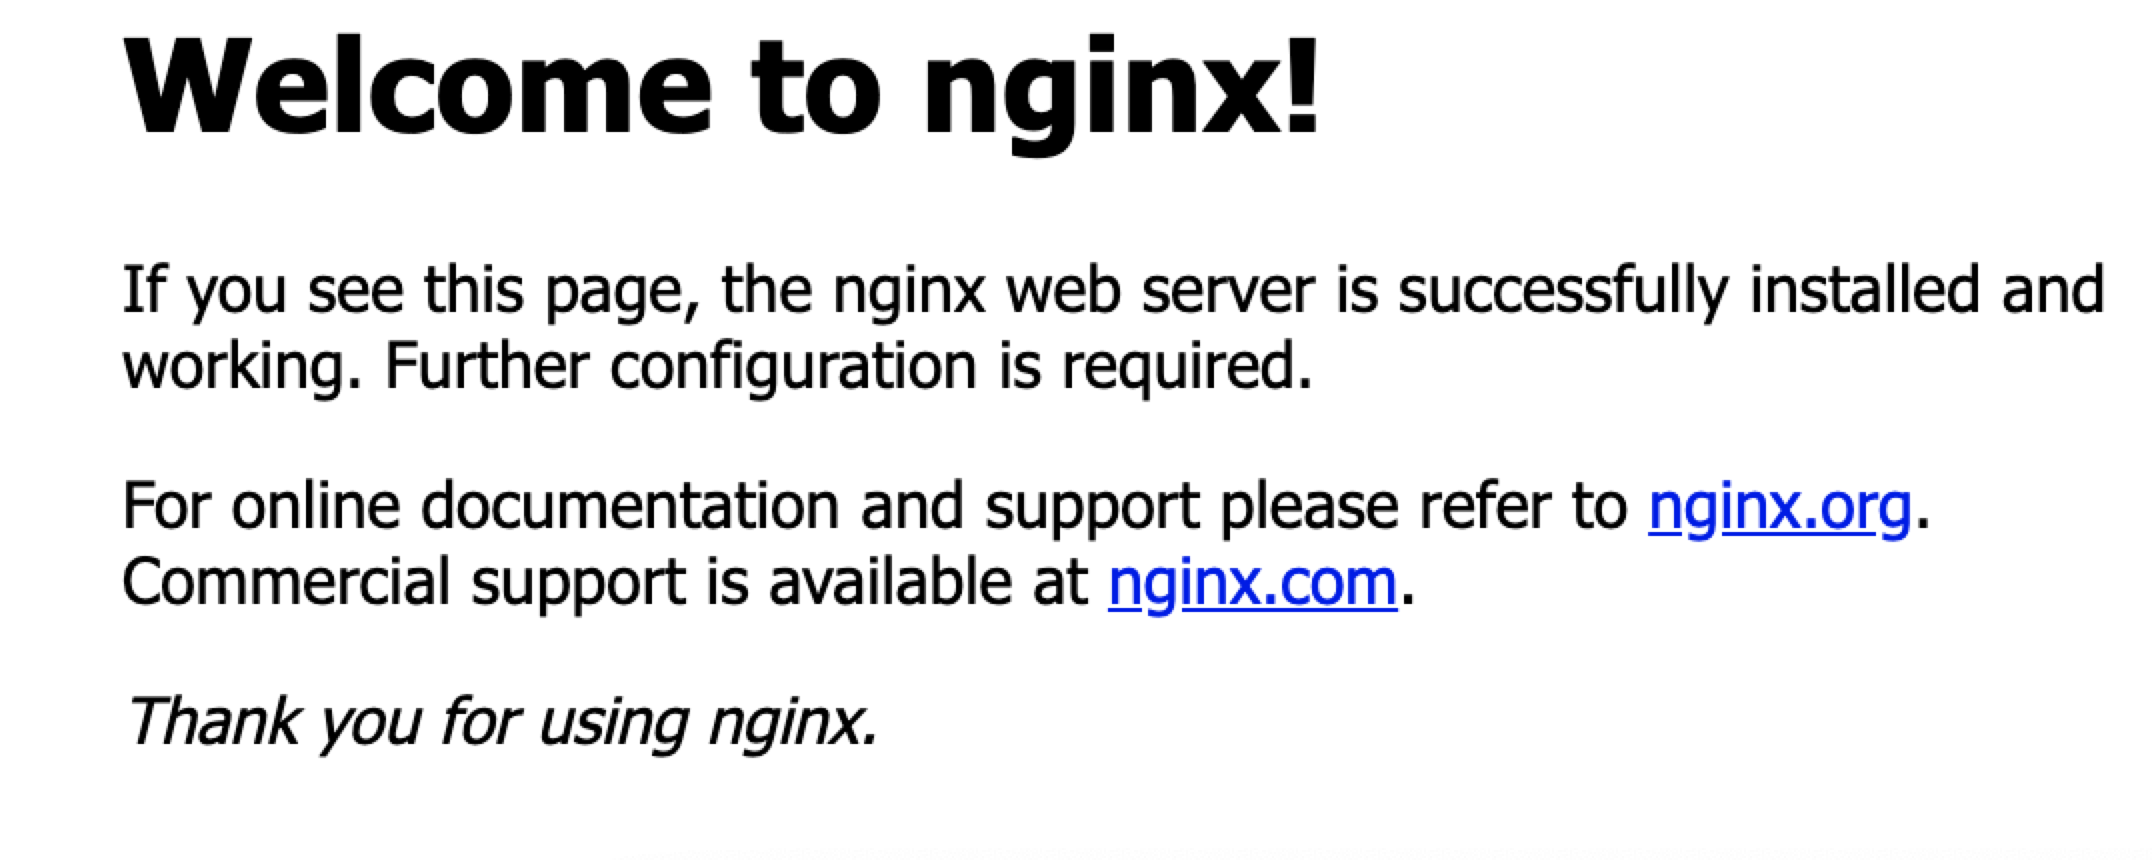 Welcome to nginx!
If you see this page, the nginx web server is successfully installed and
working. Further configuration is required.
For online documentation and support please refer to nginx.org.
Commercial support is available at nginx.com.
Thank you for using nginx.